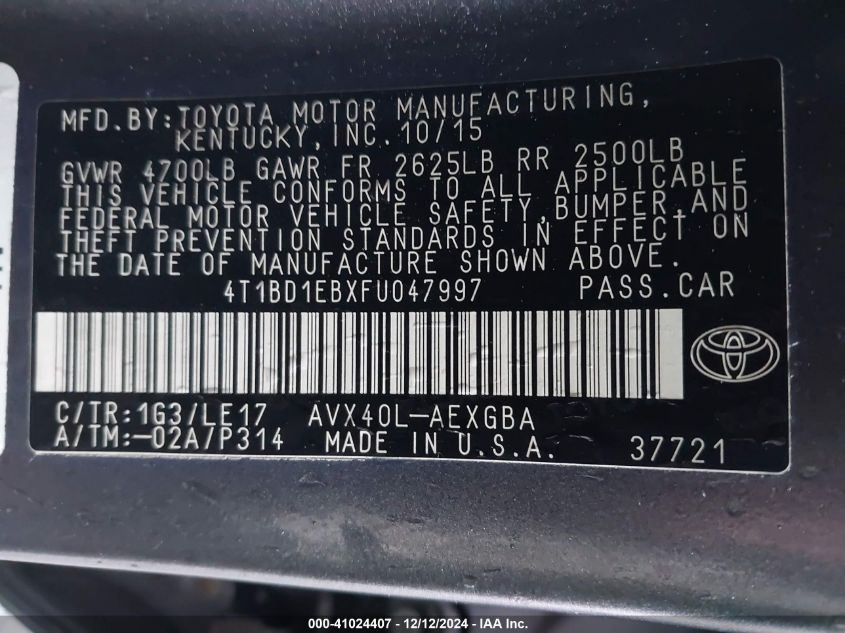 MFD.BY:TOYOTA MOTOR MANUFACTURING,
KENTUCKY,INC.10/15
GVWR 4700LB GAWR FR 2625LB RR 2500LB
THIS VEHICLE CONFORMS TO ALL APPLICABLE
FEDERAL MOTOR VEHICLE SAFETY,BUMPER,AND
THEFT PREVENTION STANDARDS IN EFFECT ON
THE DATE OF MANUFACTURE SHOWN ABOVE.
4T1BD1EBXFU047997 PASS.CAR
C/TR:1G3/LE17 AVX40L-AEXGBA
A/TM:-02A/P314 MADE IN U.S.A. 37721
000-41024407 - 12/12/2024 - IAA Inc.